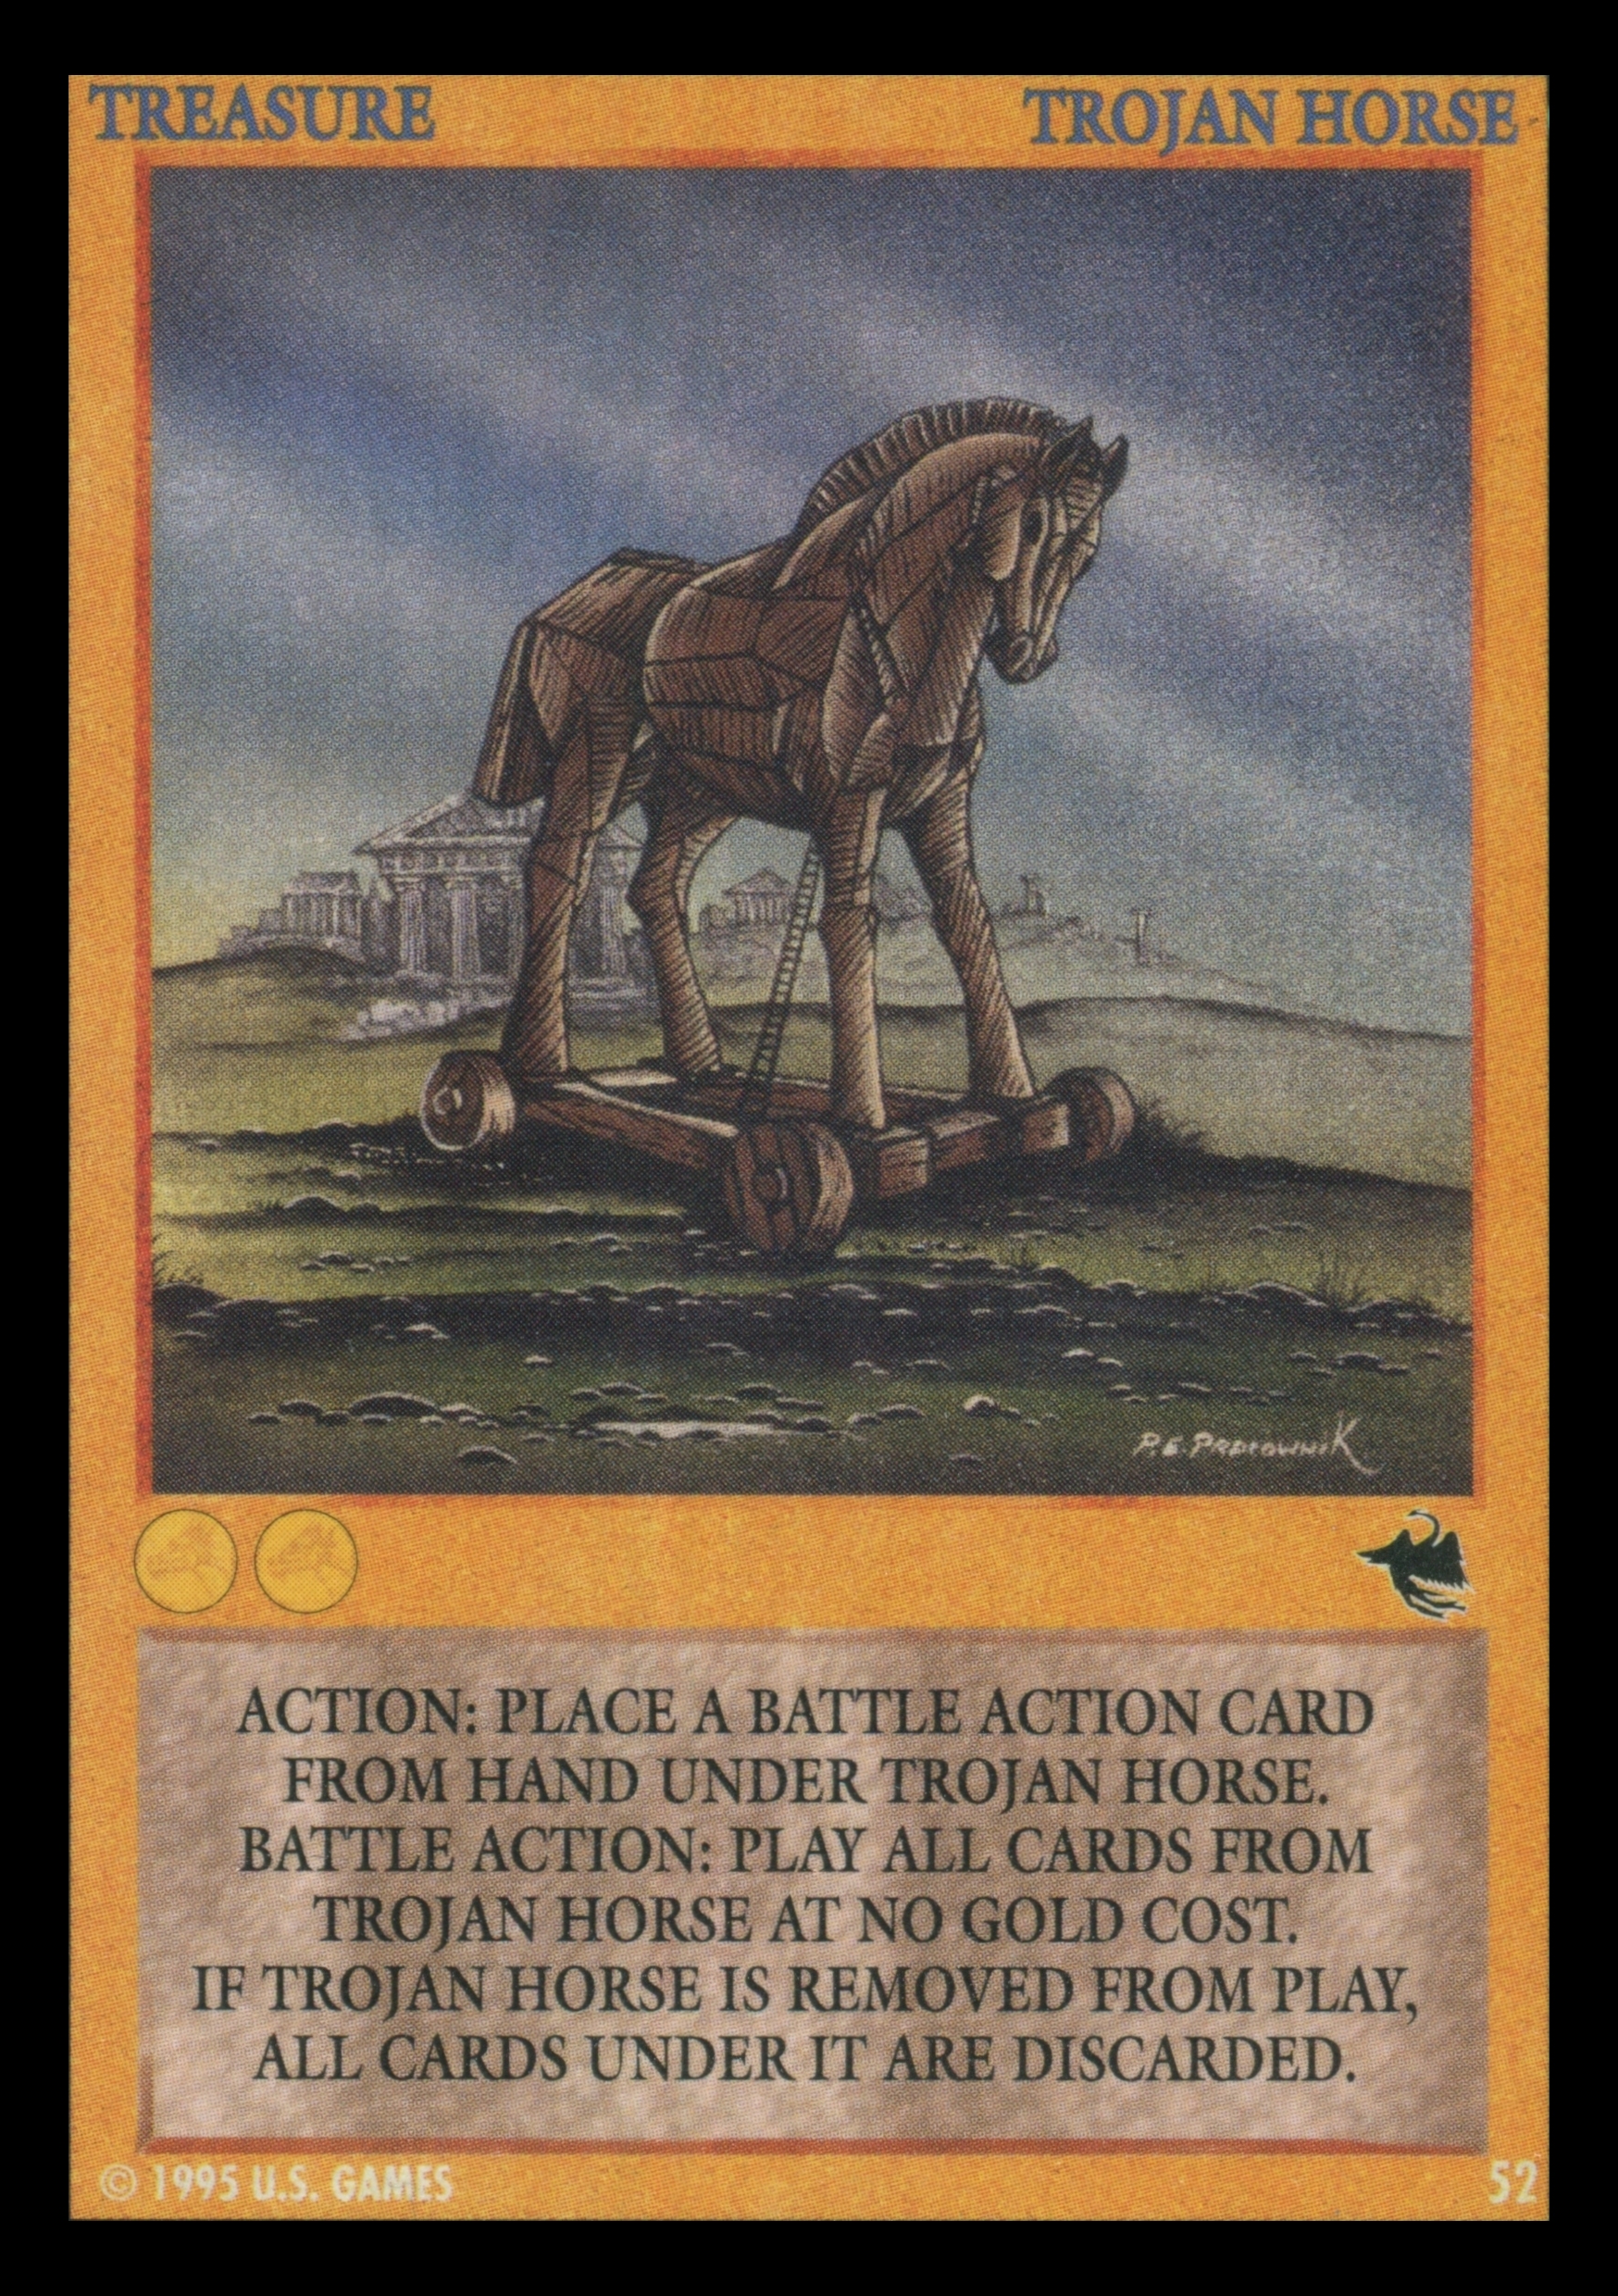 TREASURE
TROJAN HORSE
P.E. PRACOWNIK
ACTION: PLACE A BATTLE ACTION CARD
FROM HAND UNDER TROJAN HORSE.
BATTLE ACTION: PLAY ALL CARDS FROM
TROJAN HORSE AT NO GOLD COST.
IF TROJAN HORSE IS REMOVED FROM PLAY,
ALL CARDS UNDER IT ARE DISCARDED.
© 1995 U.S. GAMES
52